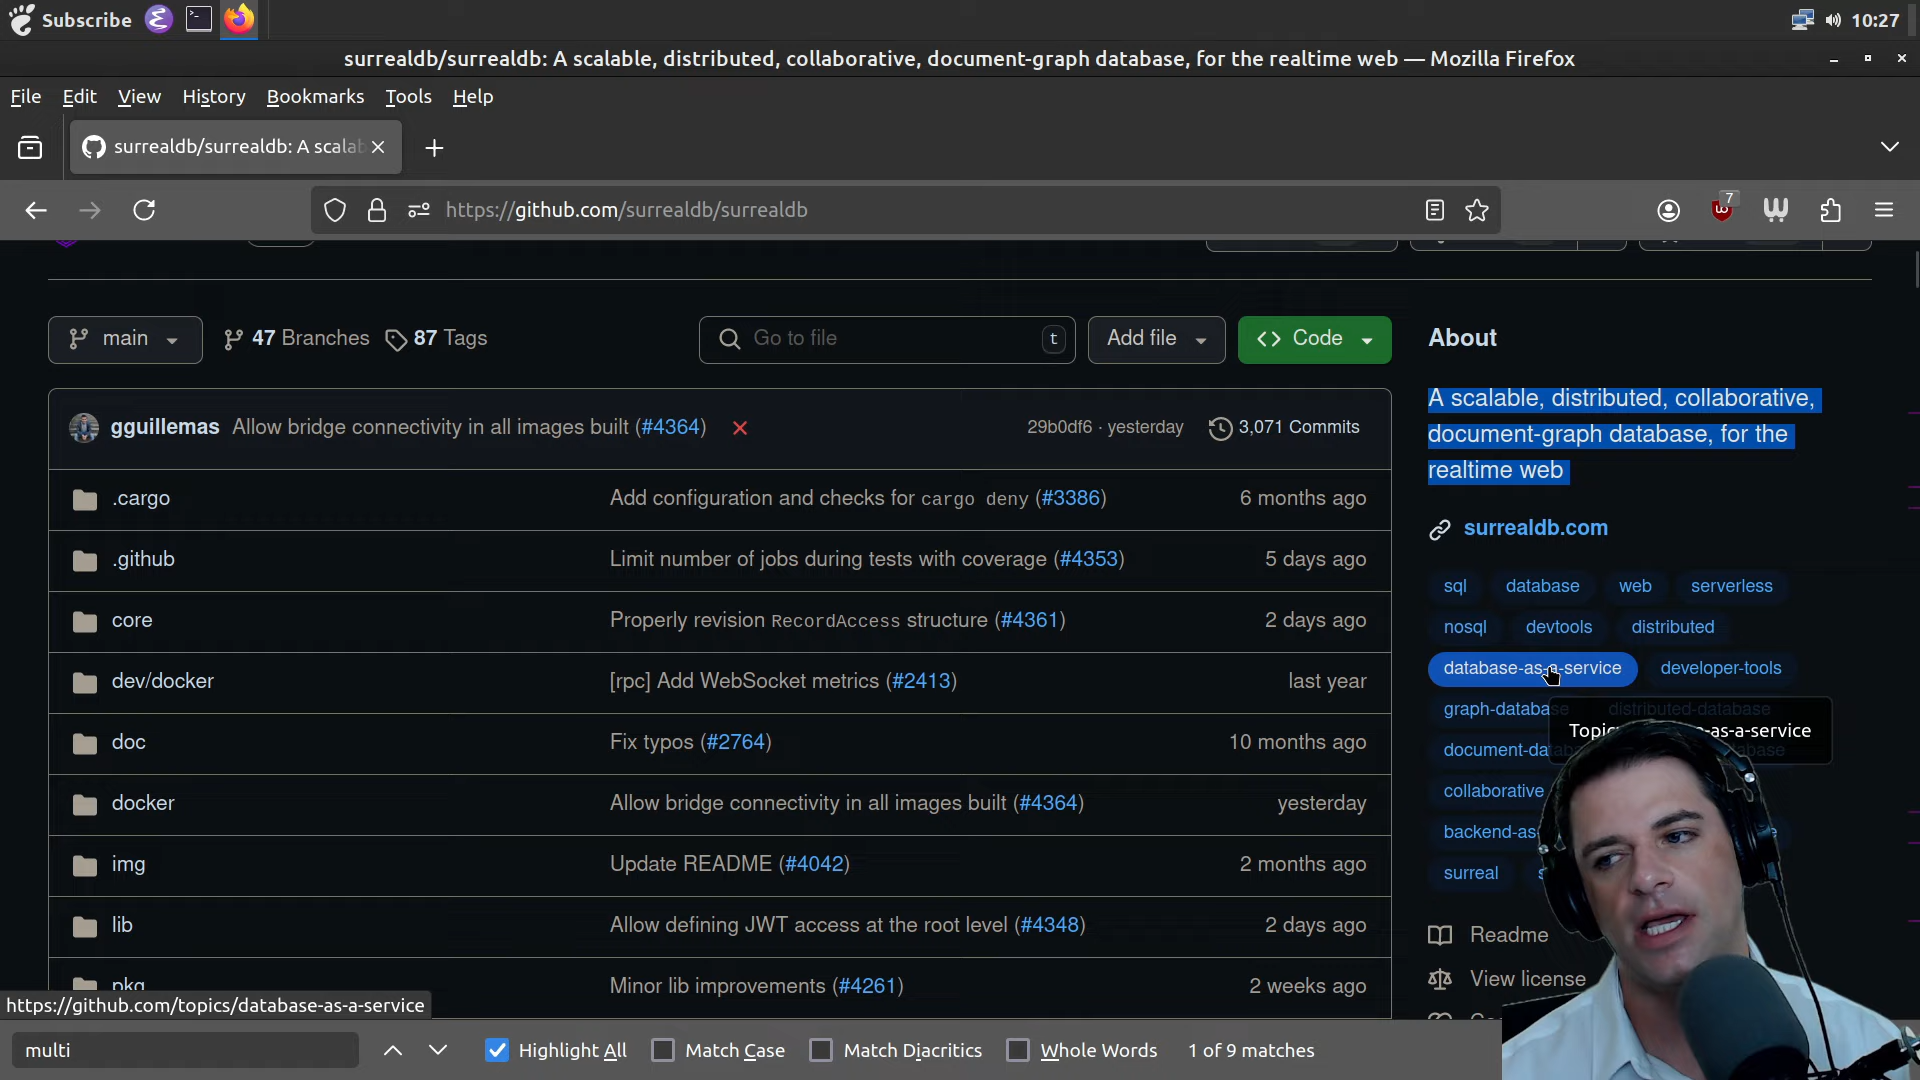 Subscribe
10:27
surrealdb/surrealdb: A scalable, distributed, collaborative, document-graph database, for the realtime web — Mozilla Firefox
File Edit View History Bookmarks Tools Help
surrealdb/surrealdb: A scala
https://github.com/surrealdb/surrealdb
7
main 47 Branches 87 Tags Go to file t Add file Code
gguillemas Allow bridge connectivity in all images built (#4364) 29b0df6 · yesterday 3,071 Commits
.cargo Add configuration and checks for cargo deny (#3386) 6 months ago
.github Limit number of jobs during tests with coverage (#4353) 5 days ago
core Properly revision RecordAccess structure (#4361) 2 days ago
dev/docker [rpc] Add WebSocket metrics (#2413) last year
doc Fix typos (#2764) 10 months ago
docker Allow bridge connectivity in all images built (#4364) yesterday
img Update README (#4042) 2 months ago
lib Allow defining JWT access at the root level (#4348) 2 days ago
pkg Minor lib improvements (#4261) 2 weeks ago
About
A scalable, distributed, collaborative,
document-graph database, for the
realtime web
surrealdb.com
sql database web serverless
nosql devtools distributed
database-as-a-service developer-tools
graph-database distributed-database
Topic -as-a-service
document-data
collaborative
backend-as
surreal
Readme
View license
https://github.com/topics/database-as-a-service
multi Highlight All Match Case Match Diacritics Whole Words 1 of 9 matches